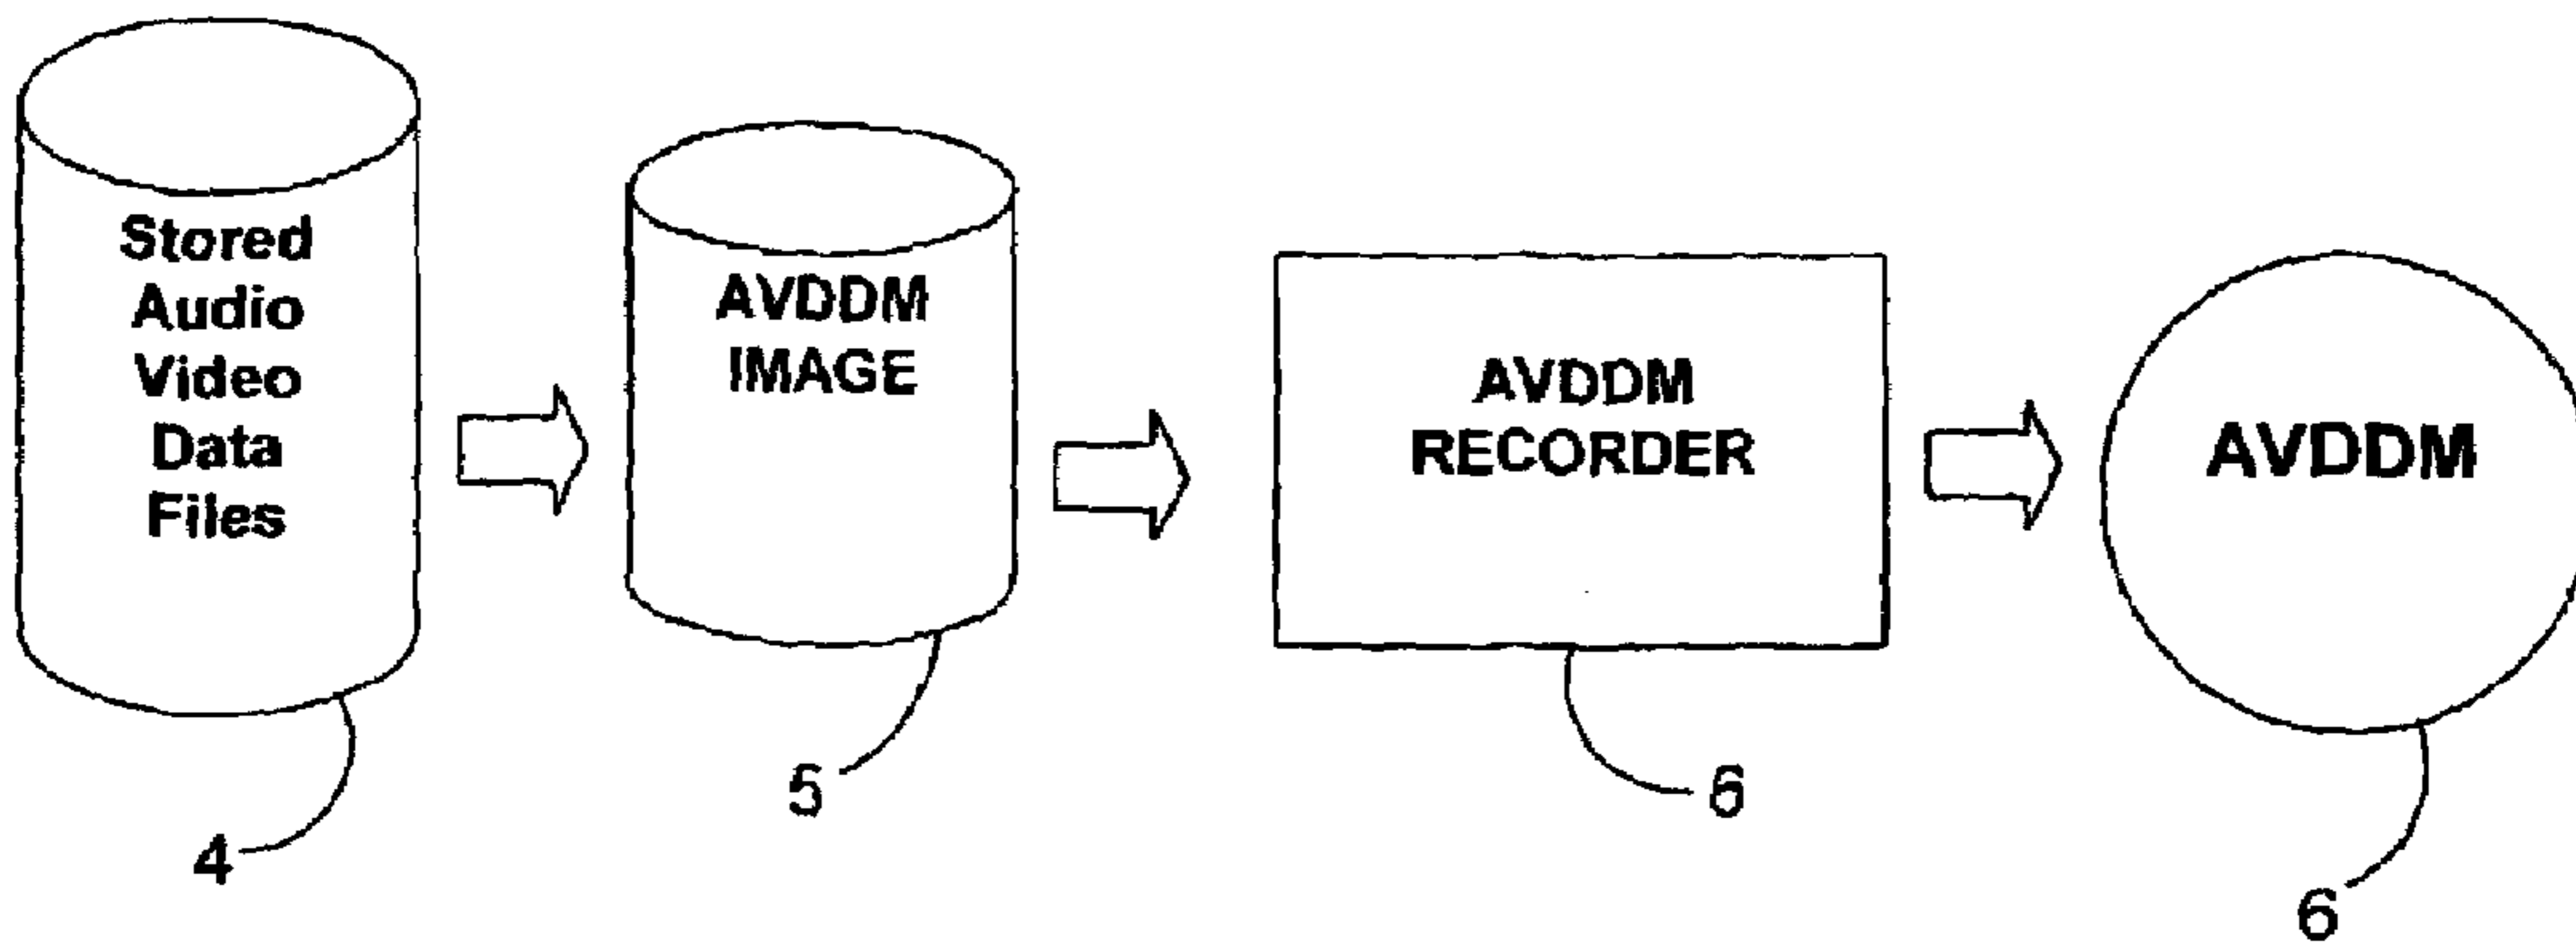 Stored
Audio
Video
Data
Files
AVDDM
IMAGE
AVDDM
RECORDER
AVDDM
4
5
6
6